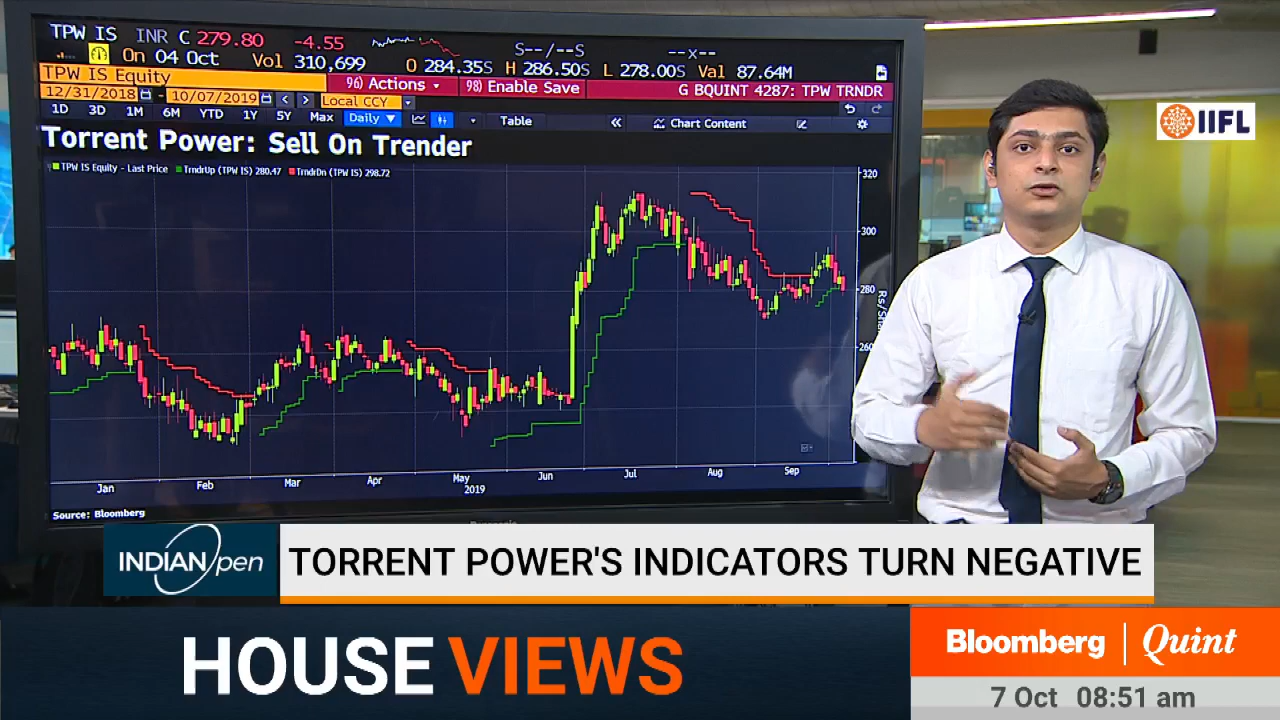 TPW IS INR C 279.80 -4.55 S--/--S --x--
On 04 Oct Vol 310,699 O 284.35S H 286.50S L 278.00S Val 87.64M
TPW IS Equity 96) Actions 98) Enable Save G BQUINT 4287: TPW TRNDR
12/31/2018 - 10/07/2019 Local CCY
1D 3D 1M 6M YTD 1Y 5Y Max Daily Table « Chart Content
Torrent Power: Sell On Trender
TPW IS Equity - Last Price TrndrUp (TPW IS) 280.47 TrndrDn (TPW IS) 298.72
320
300
280
260
Jan Feb Mar Apr May Jun Jul Aug Sep
2019
Source: Bloomberg
IIFL
INDIAN Open
TORRENT POWER'S INDICATORS TURN NEGATIVE
HOUSE VIEWS
Bloomberg | Quint
7 Oct 08:51 am